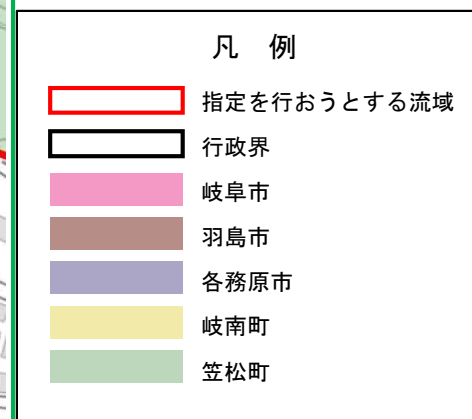 凡 例
指定を行おうとする流域
行政界
岐阜市
羽島市
各務原市
岐南町
笠松町